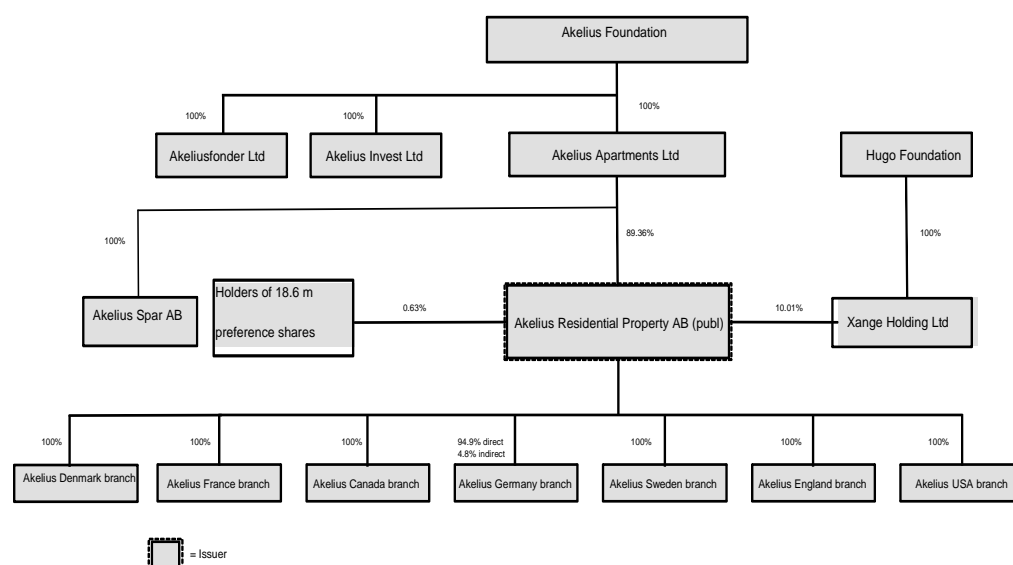 Akelius Foundation
100%
100%
100%
Akeliusfonder Ltd
Akelius Invest Ltd
Akelius Apartments Ltd
Hugo Foundation
100%
89.36%
100%
Holders of 18.6 m
preference shares
Akelius Spar AB
0.63%
Akelius Residential Property AB (publ)
10.01%
Xange Holding Ltd
100%
100%
100%
94.9% direct
4.8% indirect
100%
100%
100%
Akelius Denmark branch
Akelius France branch
Akelius Canada branch
Akelius Germany branch
Akelius Sweden branch
Akelius England branch
Akelius USA branch
= Issuer